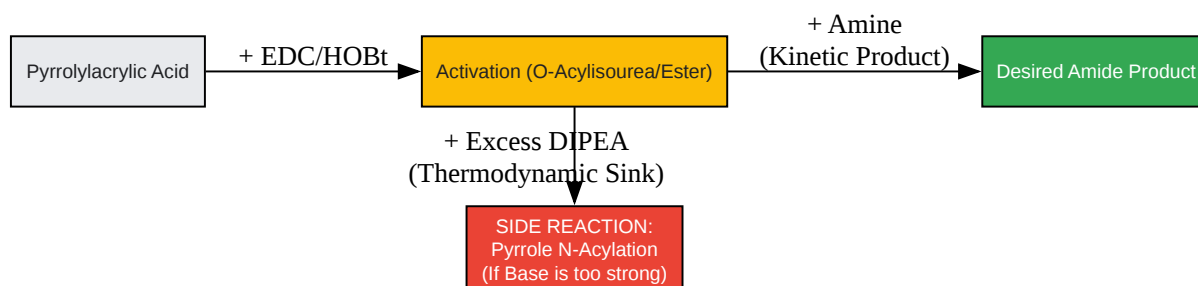 Pyrrolylacrylic Acid
+ EDC/HOBt
Activation (O-Acylisourea/Ester)
+ Amine
(Kinetic Product)
Desired Amide Product
+ Excess DIPEA
(Thermodynamic Sink)
SIDE REACTION:
Pyrrole N-Acylation
(If Base is too strong)